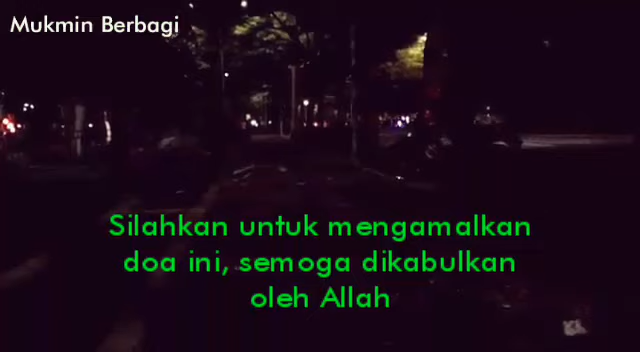 Mukmin Berbagi
Silahkan untuk mengamalkan
doa ini, semoga dikabulkan
oleh Allah